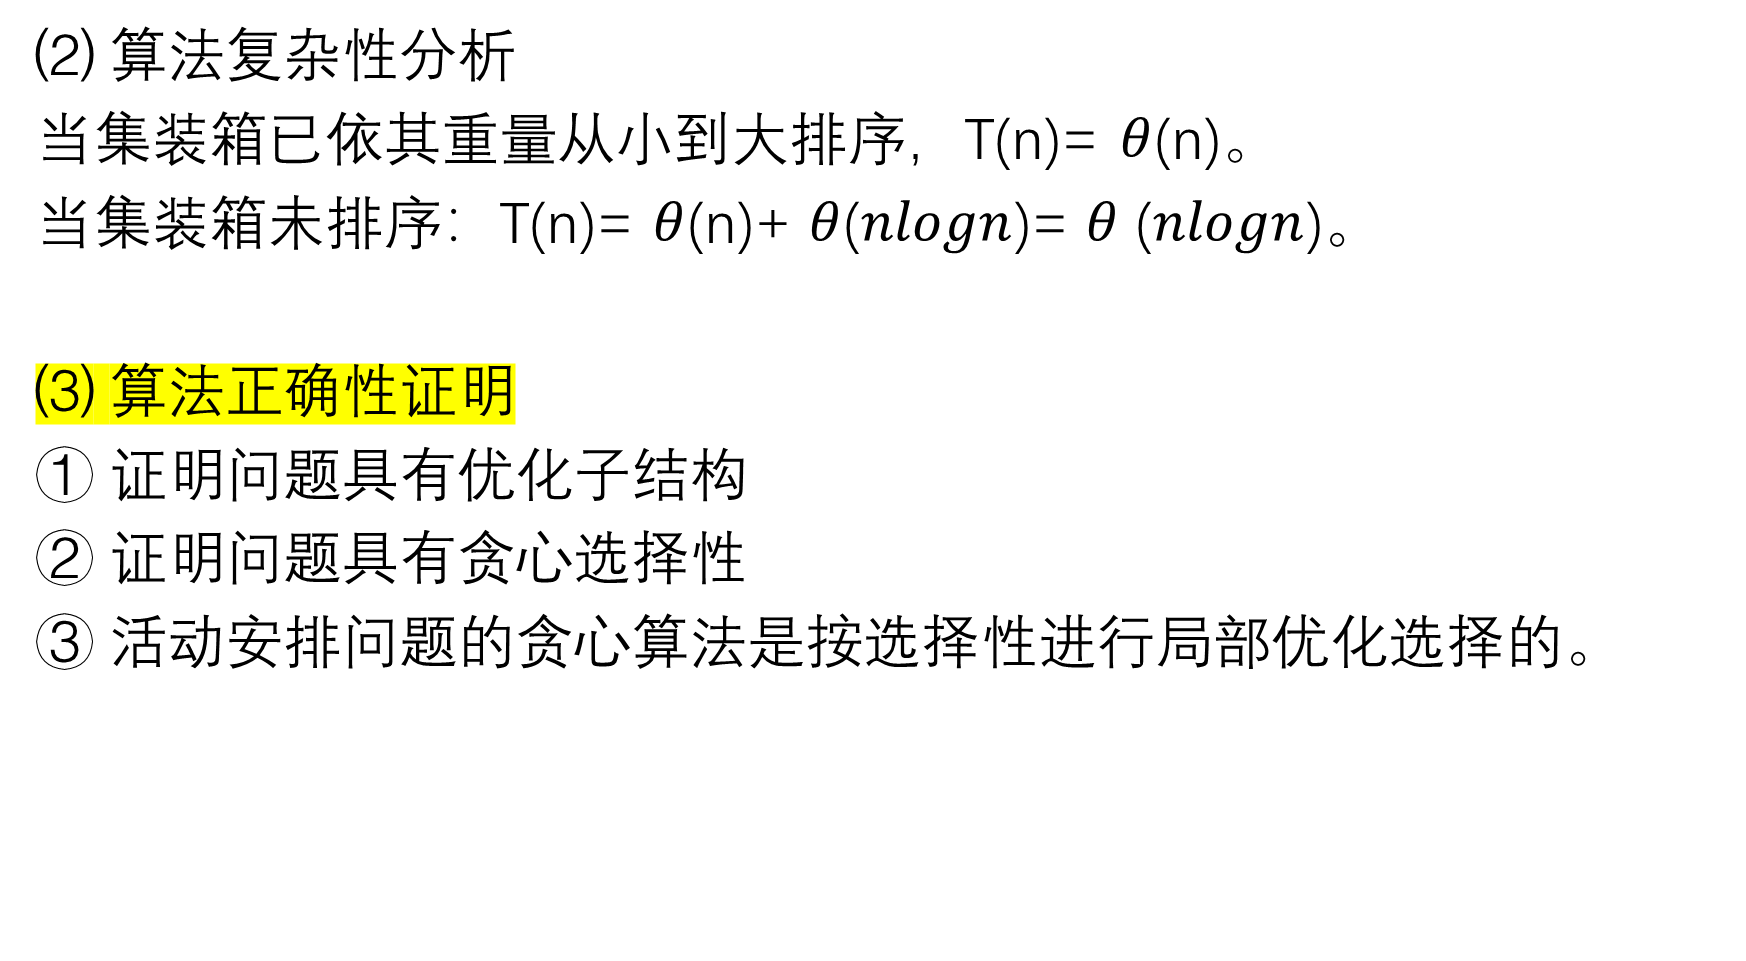 (2) 算法复杂性分析
当集装箱已依其重量从小到大排序，T(n)= θ(n)。
当集装箱未排序：T(n)= θ(n)+ θ(nlogn)= θ (nlogn)。
(3) 算法正确性证明
① 证明问题具有优化子结构
② 证明问题具有贪心选择性
③ 活动安排问题的贪心算法是按选择性进行局部优化选择的。